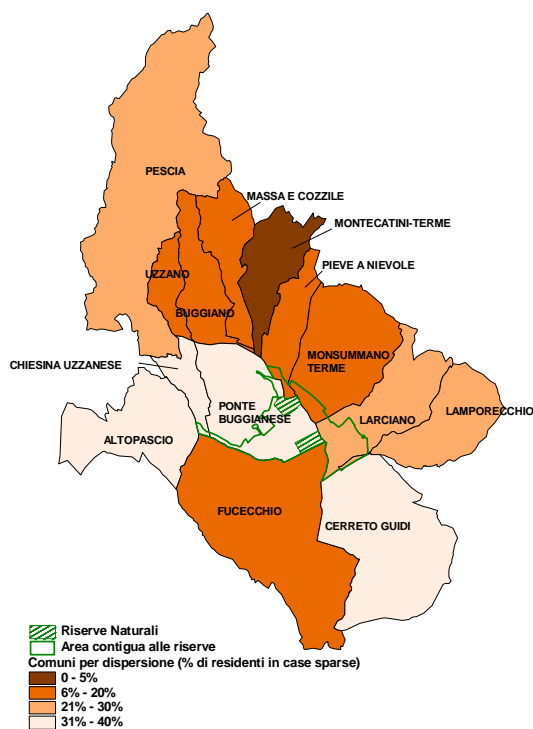 PESCIA
MASSA E COZZILE
MONTECATINI-TERME
PIEVE A NIEVOLE
UZZANO
BUGGIANO
CHIESINA UZZANESE
MONSUMMANO
TERME
PONTE
BUGGIANESE
LARCIANO
LAMPORECCHIO
ALTOPASCIO
FUCECCHIO
CERRETO GUIDI
Riserve Naturali
Area contigua alle riserve
Comuni per dispersione (% di residenti in case sparse)
0 - 5%
6% - 20%
21% - 30%
31% - 40%